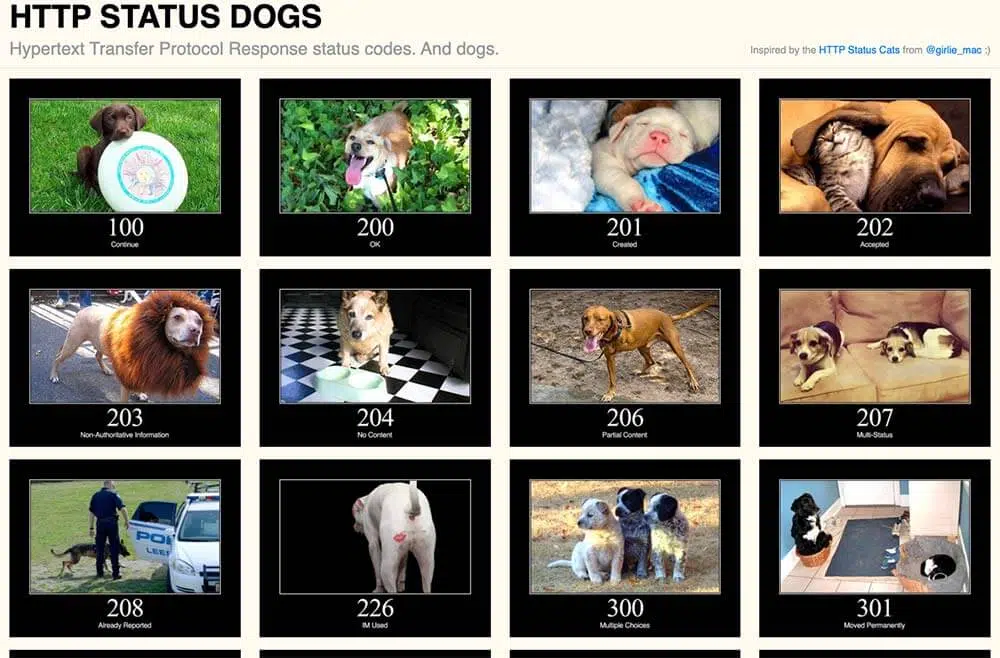 HTTP STATUS DOGS
Hypertext Transfer Protocol Response status codes. And dogs.
Inspired by the HTTP Status Cats from @girlie_mac :)
100
Continue
200
OK
201
Created
202
Accepted
203
Non-Authoritative Information
204
No Content
206
Partial Content
207
Multi-Status
POL
LEE
208
Already Reported
226
IM Used
300
Multiple Choices
301
Moved Permanently